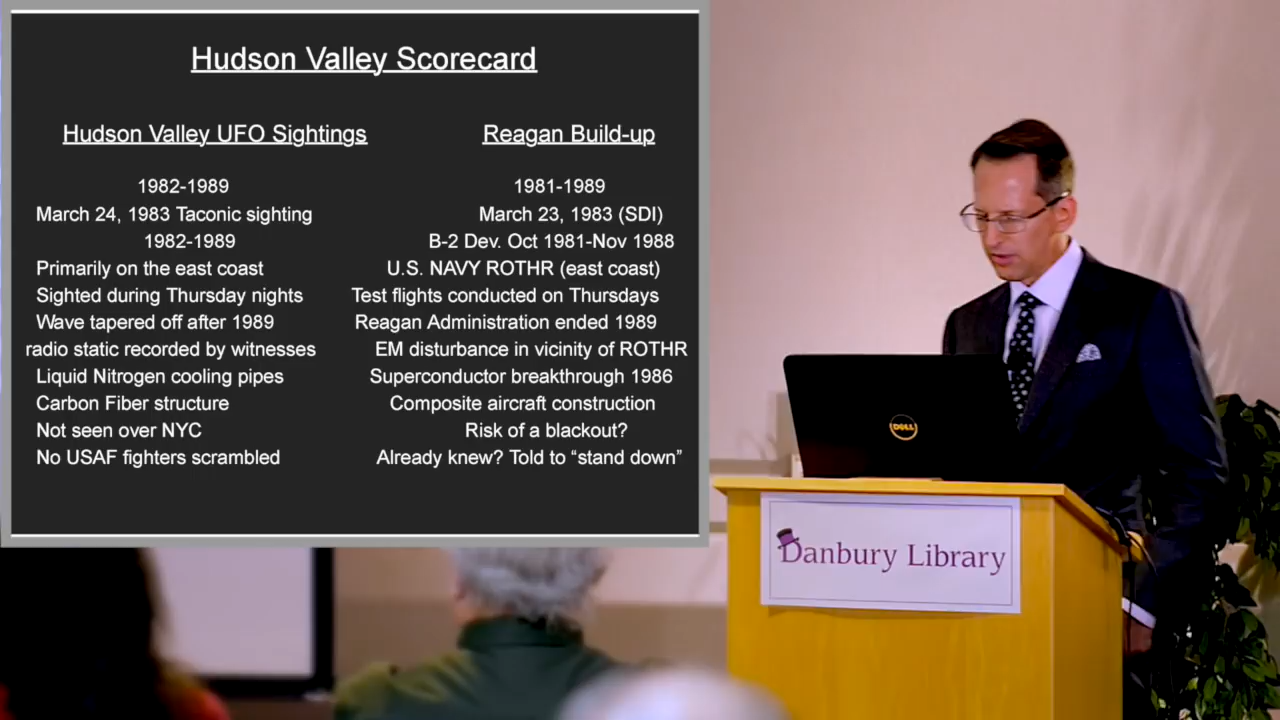 Hudson Valley Scorecard
Hudson Valley UFO Sightings Reagan Build-up
1982-1989 1981-1989
March 24, 1983 Taconic sighting March 23, 1983 (SDI)
1982-1989 B-2 Dev. Oct 1981-Nov 1988
Primarily on the east coast U.S. NAVY ROTHR (east coast)
Sighted during Thursday nights Test flights conducted on Thursdays
Wave tapered off after 1989 Reagan Administration ended 1989
radio static recorded by witnesses EM disturbance in vicinity of ROTHR
Liquid Nitrogen cooling pipes Superconductor breakthrough 1986
Carbon Fiber structure Composite aircraft construction
Not seen over NYC Risk of a blackout?
No USAF fighters scrambled Already knew? Told to “stand down”
DELL
Danbury Library